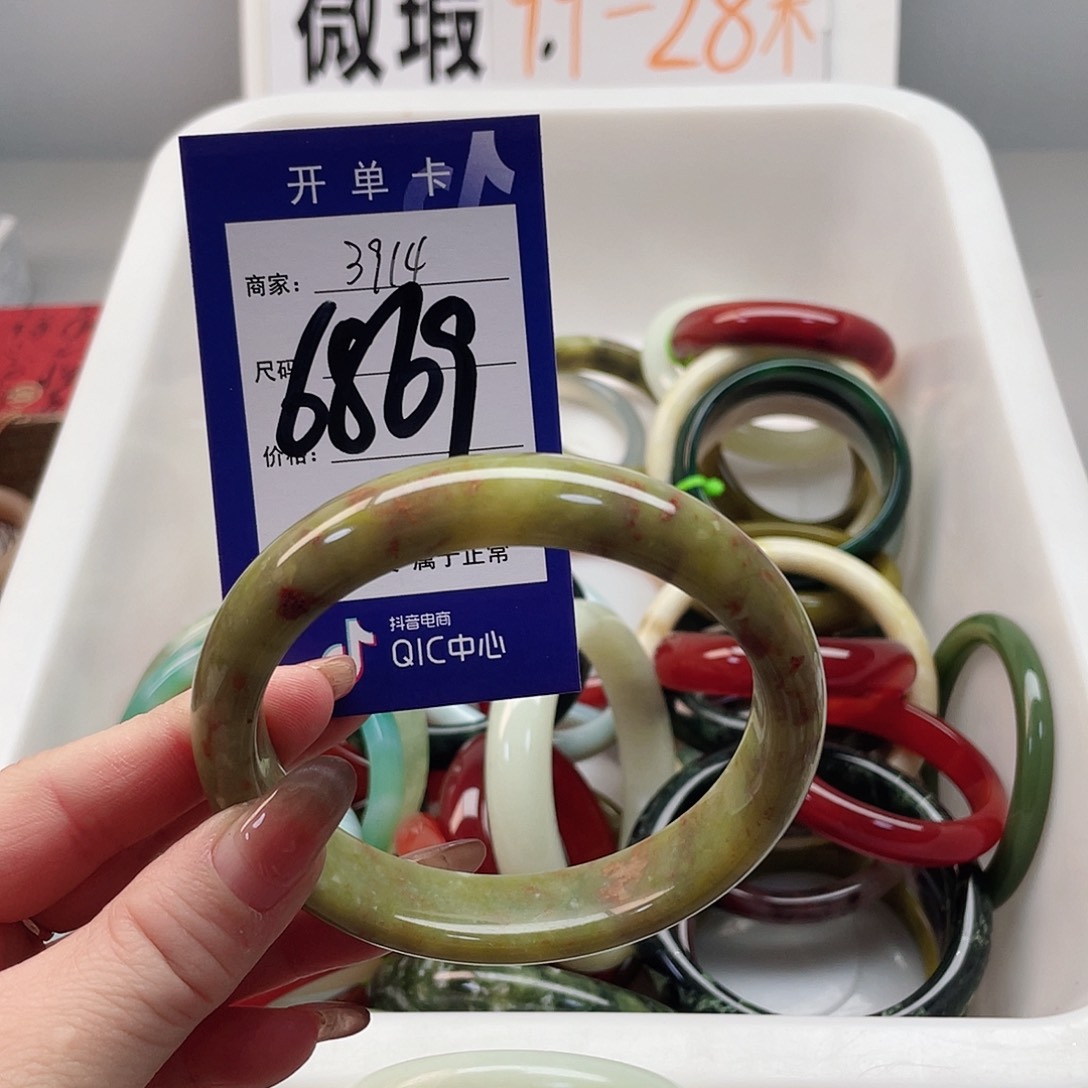 微瑕
开单卡
商家： 3914
尺码
6869
价格：
属于正常
抖音电商
QIC中心